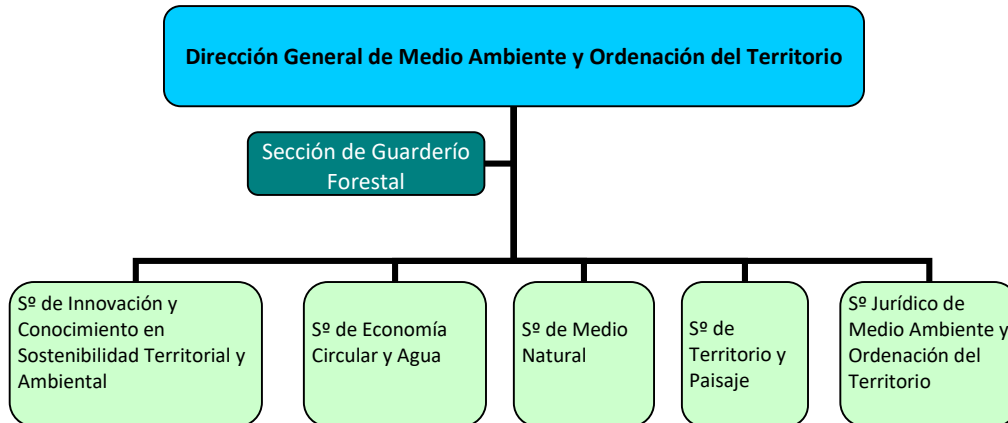 Dirección General de Medio Ambiente y Ordenación del Territorio
Sección de Guarderío
Forestal
Sº de Innovación y
Conocimiento en
Sostenibilidad Territorial y
Ambiental
Sº de Economía
Circular y Agua
Sº de Medio
Natural
Sº de
Territorio y
Paisaje
Sº Jurídico de
Medio Ambiente y
Ordenación del
Territorio